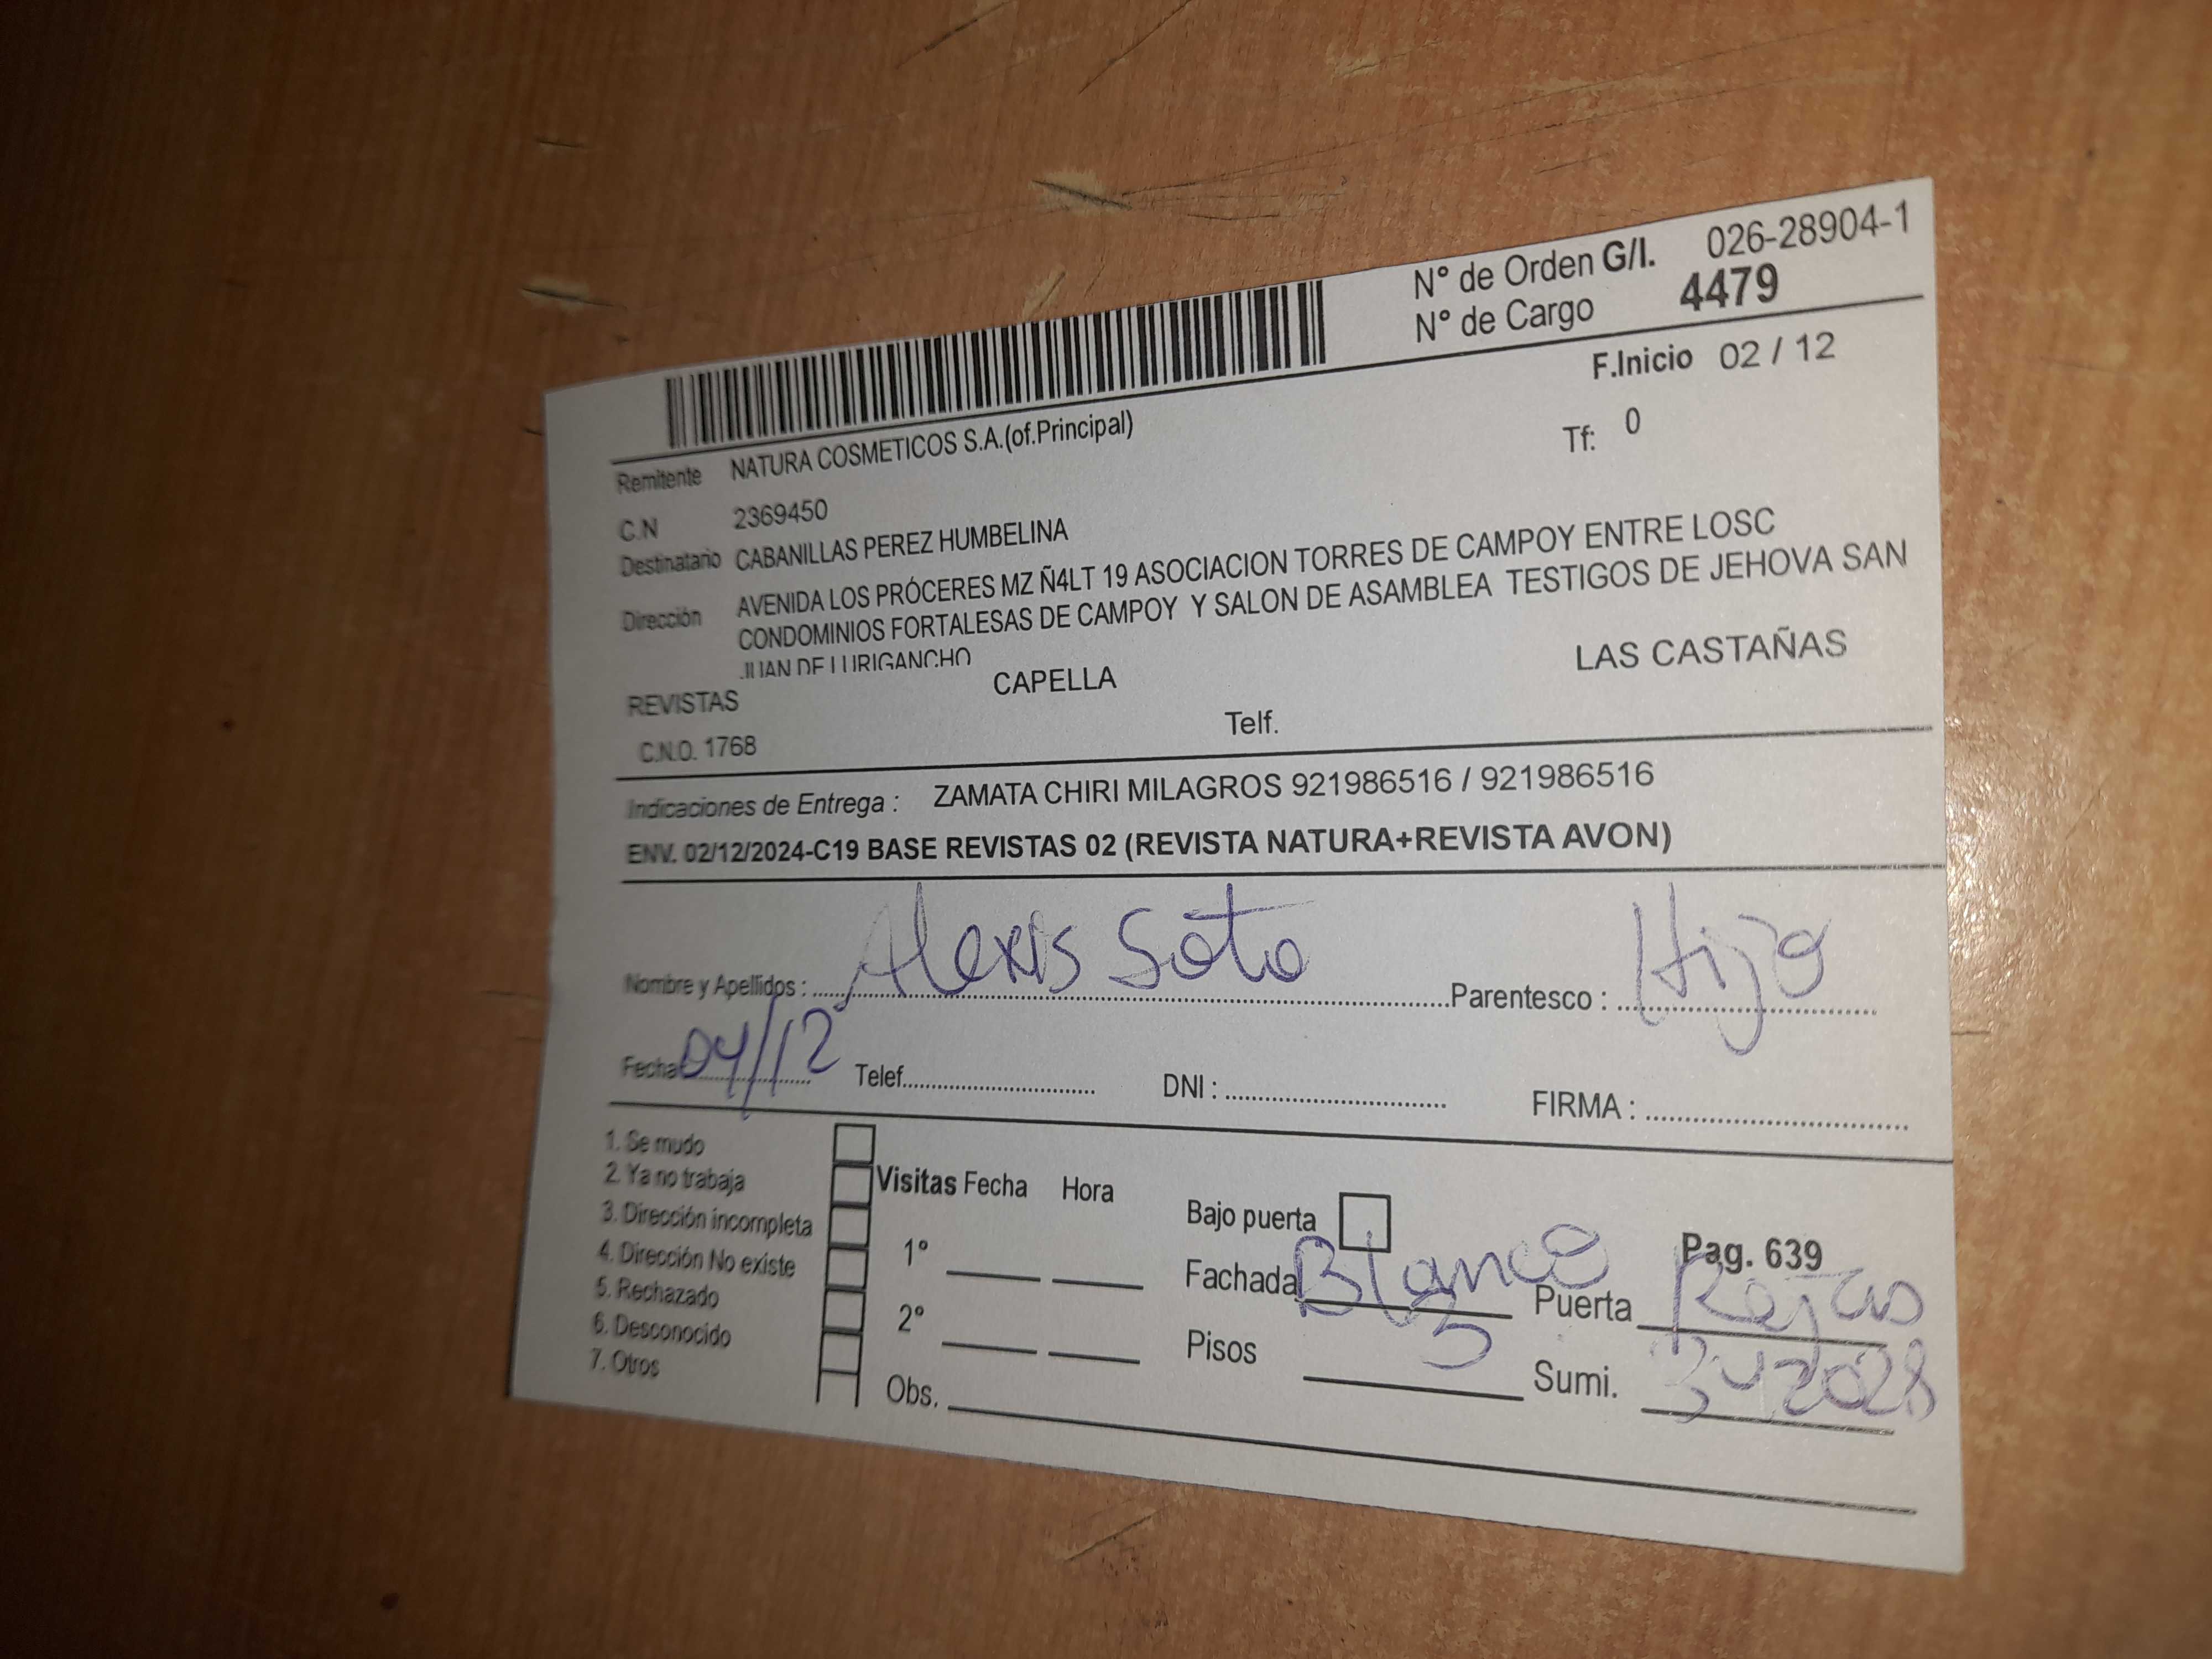 N° de Orden G/I. 026-28904-1
N° de Cargo 4479
F.Inicio 02 / 12
Remitente NATURA COSMETICOS S.A.(of.Principal)
Tf: 0
C.N 2369450
Destinatario CABANILLAS PEREZ HUMBELINA
Dirección AVENIDA LOS PRÓCERES MZ Ñ4LT 19 ASOCIACION TORRES DE CAMPOY ENTRE LOSC
CONDOMINIOS FORTALESAS DE CAMPOY Y SALON DE ASAMBLEA TESTIGOS DE JEHOVA SAN
JUAN DE LURIGANCHO
REVISTAS CAPELLA LAS CASTAÑAS
C.N.O. 1768 Telf.
Indicaciones de Entrega : ZAMATA CHIRI MILAGROS 921986516 / 921986516
ENV. 02/12/2024-C19 BASE REVISTAS 02 (REVISTA NATURA+REVISTA AVON)
Nombre y Apellidos : Alexis Soto Parentesco : Hijo
Fecha 04/12 Telef. DNI : FIRMA :
1. Se mudo
2. Ya no trabaja
3. Dirección incompleta
4. Dirección No existe
5. Rechazado
6. Desconocido
7. Otros
Visitas Fecha Hora
1°
2°
Obs.
Bajo puerta
Pag. 639
Fachada Blanco Puerta Rejas
Pisos 3 Sumi.